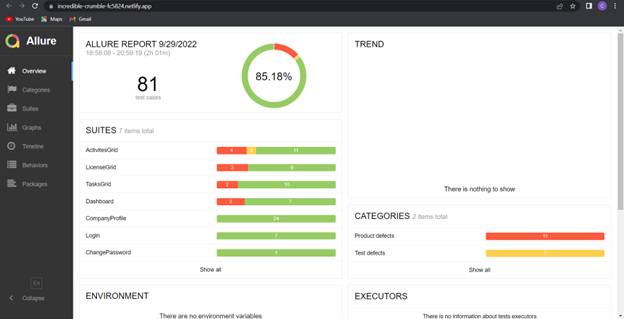 incredible-crumble-fc5824.netlify.app
YouTube
Maps
Gmail
Allure
Overview
Categories
Suites
Graphs
Timeline
Behaviors
Packages
En
Collapse
ALLURE REPORT 9/29/2022
18:58:08 - 20:59:19 (2h 01m)
81
test cases
85.18%
SUITES 7 items total
ActivitesGrid 4 1 11
LicenseGrid 3 9
TasksGrid 2 16
Dashboard 2 7
CompanyProfile 24
Login 7
ChangePassword 1
Show all
ENVIRONMENT
There are no environment variables
TREND
There is nothing to show
CATEGORIES 2 items total
Product defects 11
Test defects 1
Show all
EXECUTORS
There is no information about tests executors